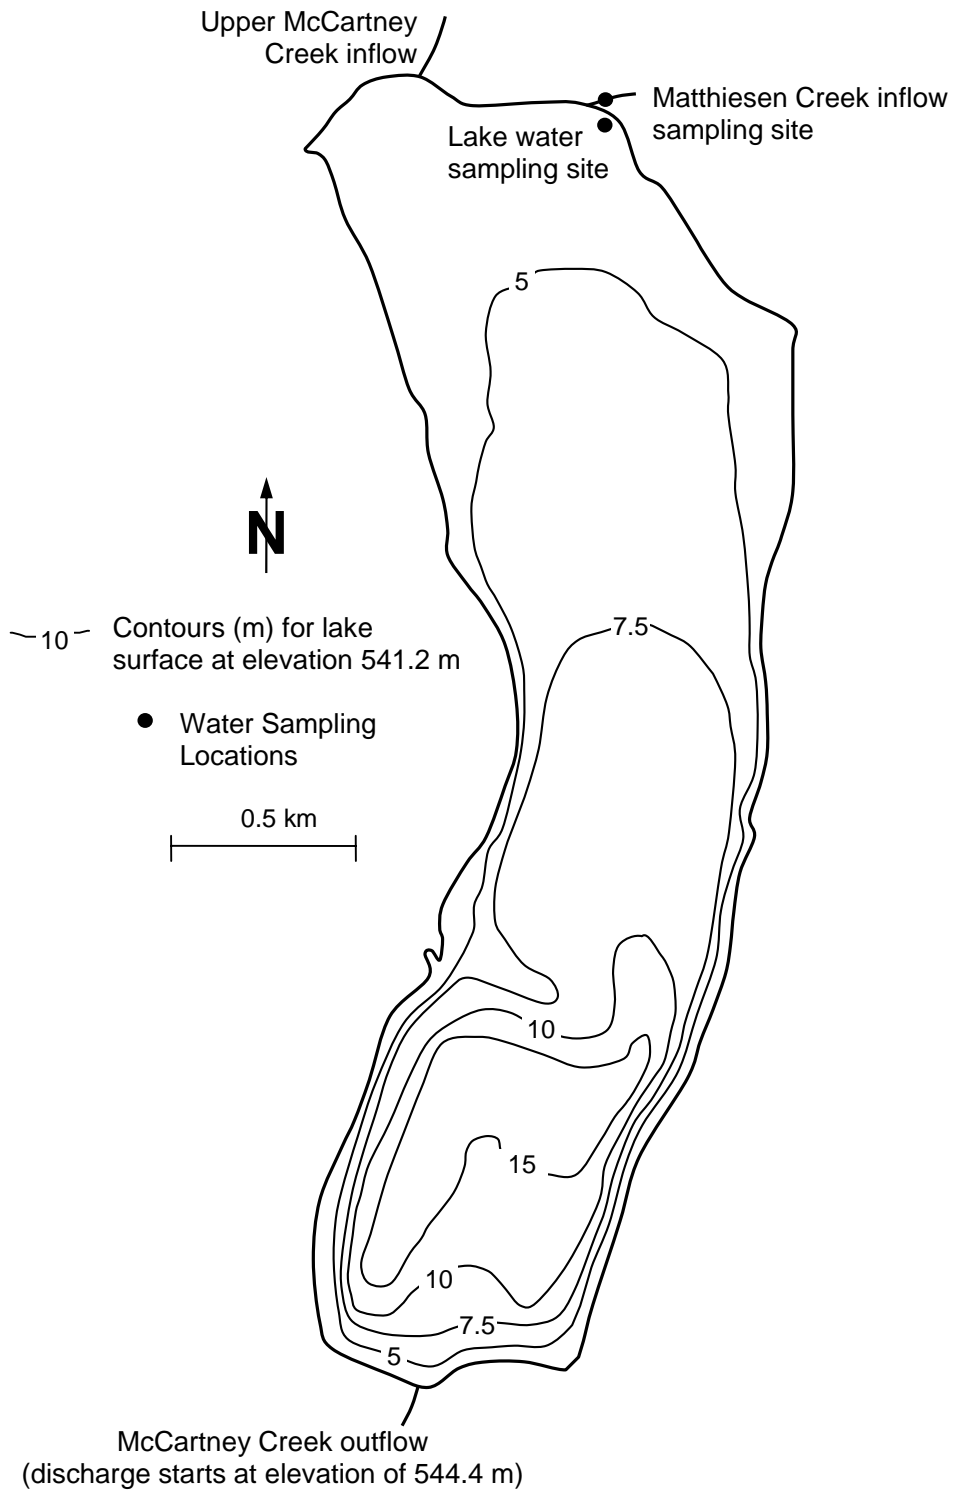 Upper McCartney
Creek inflow
Matthiesen Creek inflow
sampling site
Lake water
sampling site
5
N
7.5
10
Contours (m) for lake
surface at elevation 541.2 m
Water Sampling
Locations
0.5 km
10
15
10
7.5
5
McCartney Creek outflow
(discharge starts at elevation of 544.4 m)